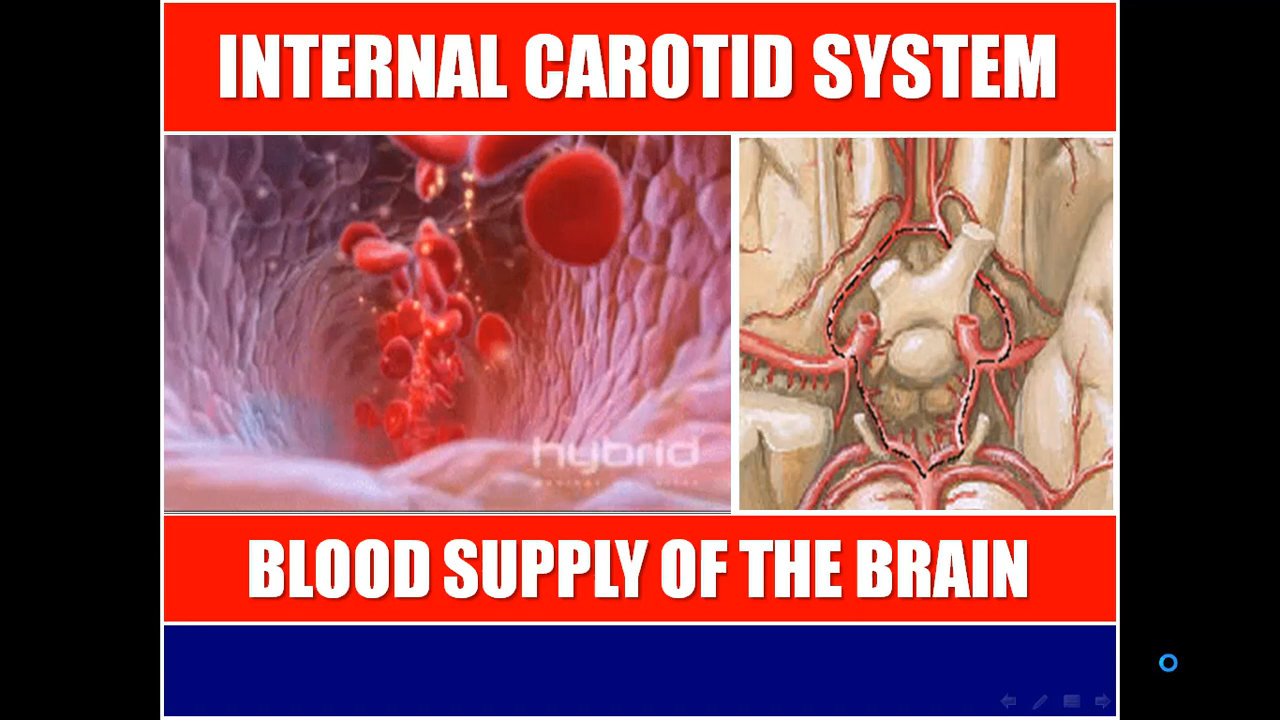 INTERNAL CAROTID SYSTEM
hybrid
BLOOD SUPPLY OF THE BRAIN